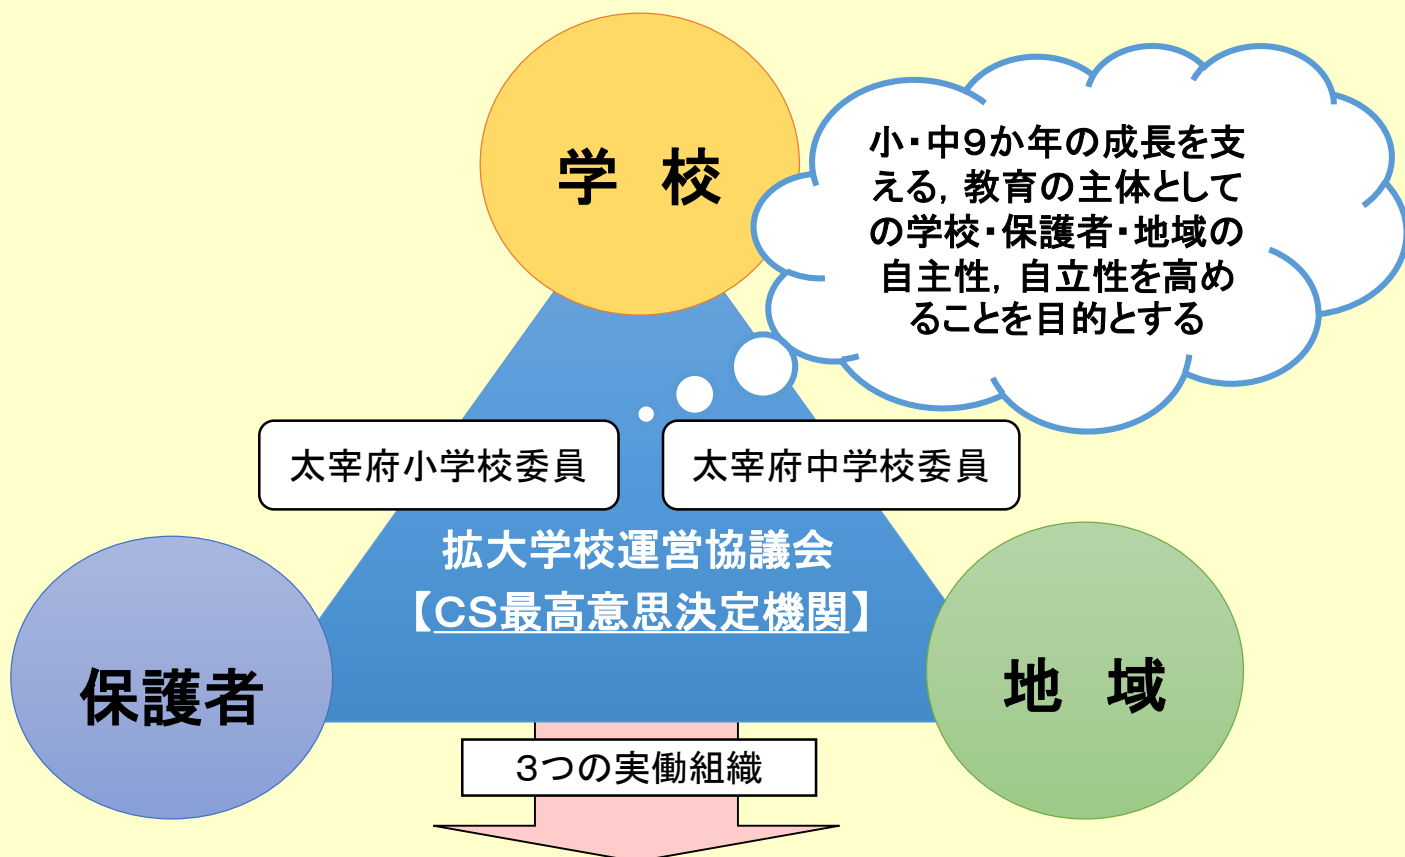 学　校
小・中９か年の成長を支
える，教育の主体として
の学校・保護者・地域の
自主性，自立性を高め
ることを目的とする
太宰府小学校委員
太宰府中学校委員
拡大学校運営協議会
【ＣＳ最高意思決定機関】
保護者
地　域
３つの実働組織